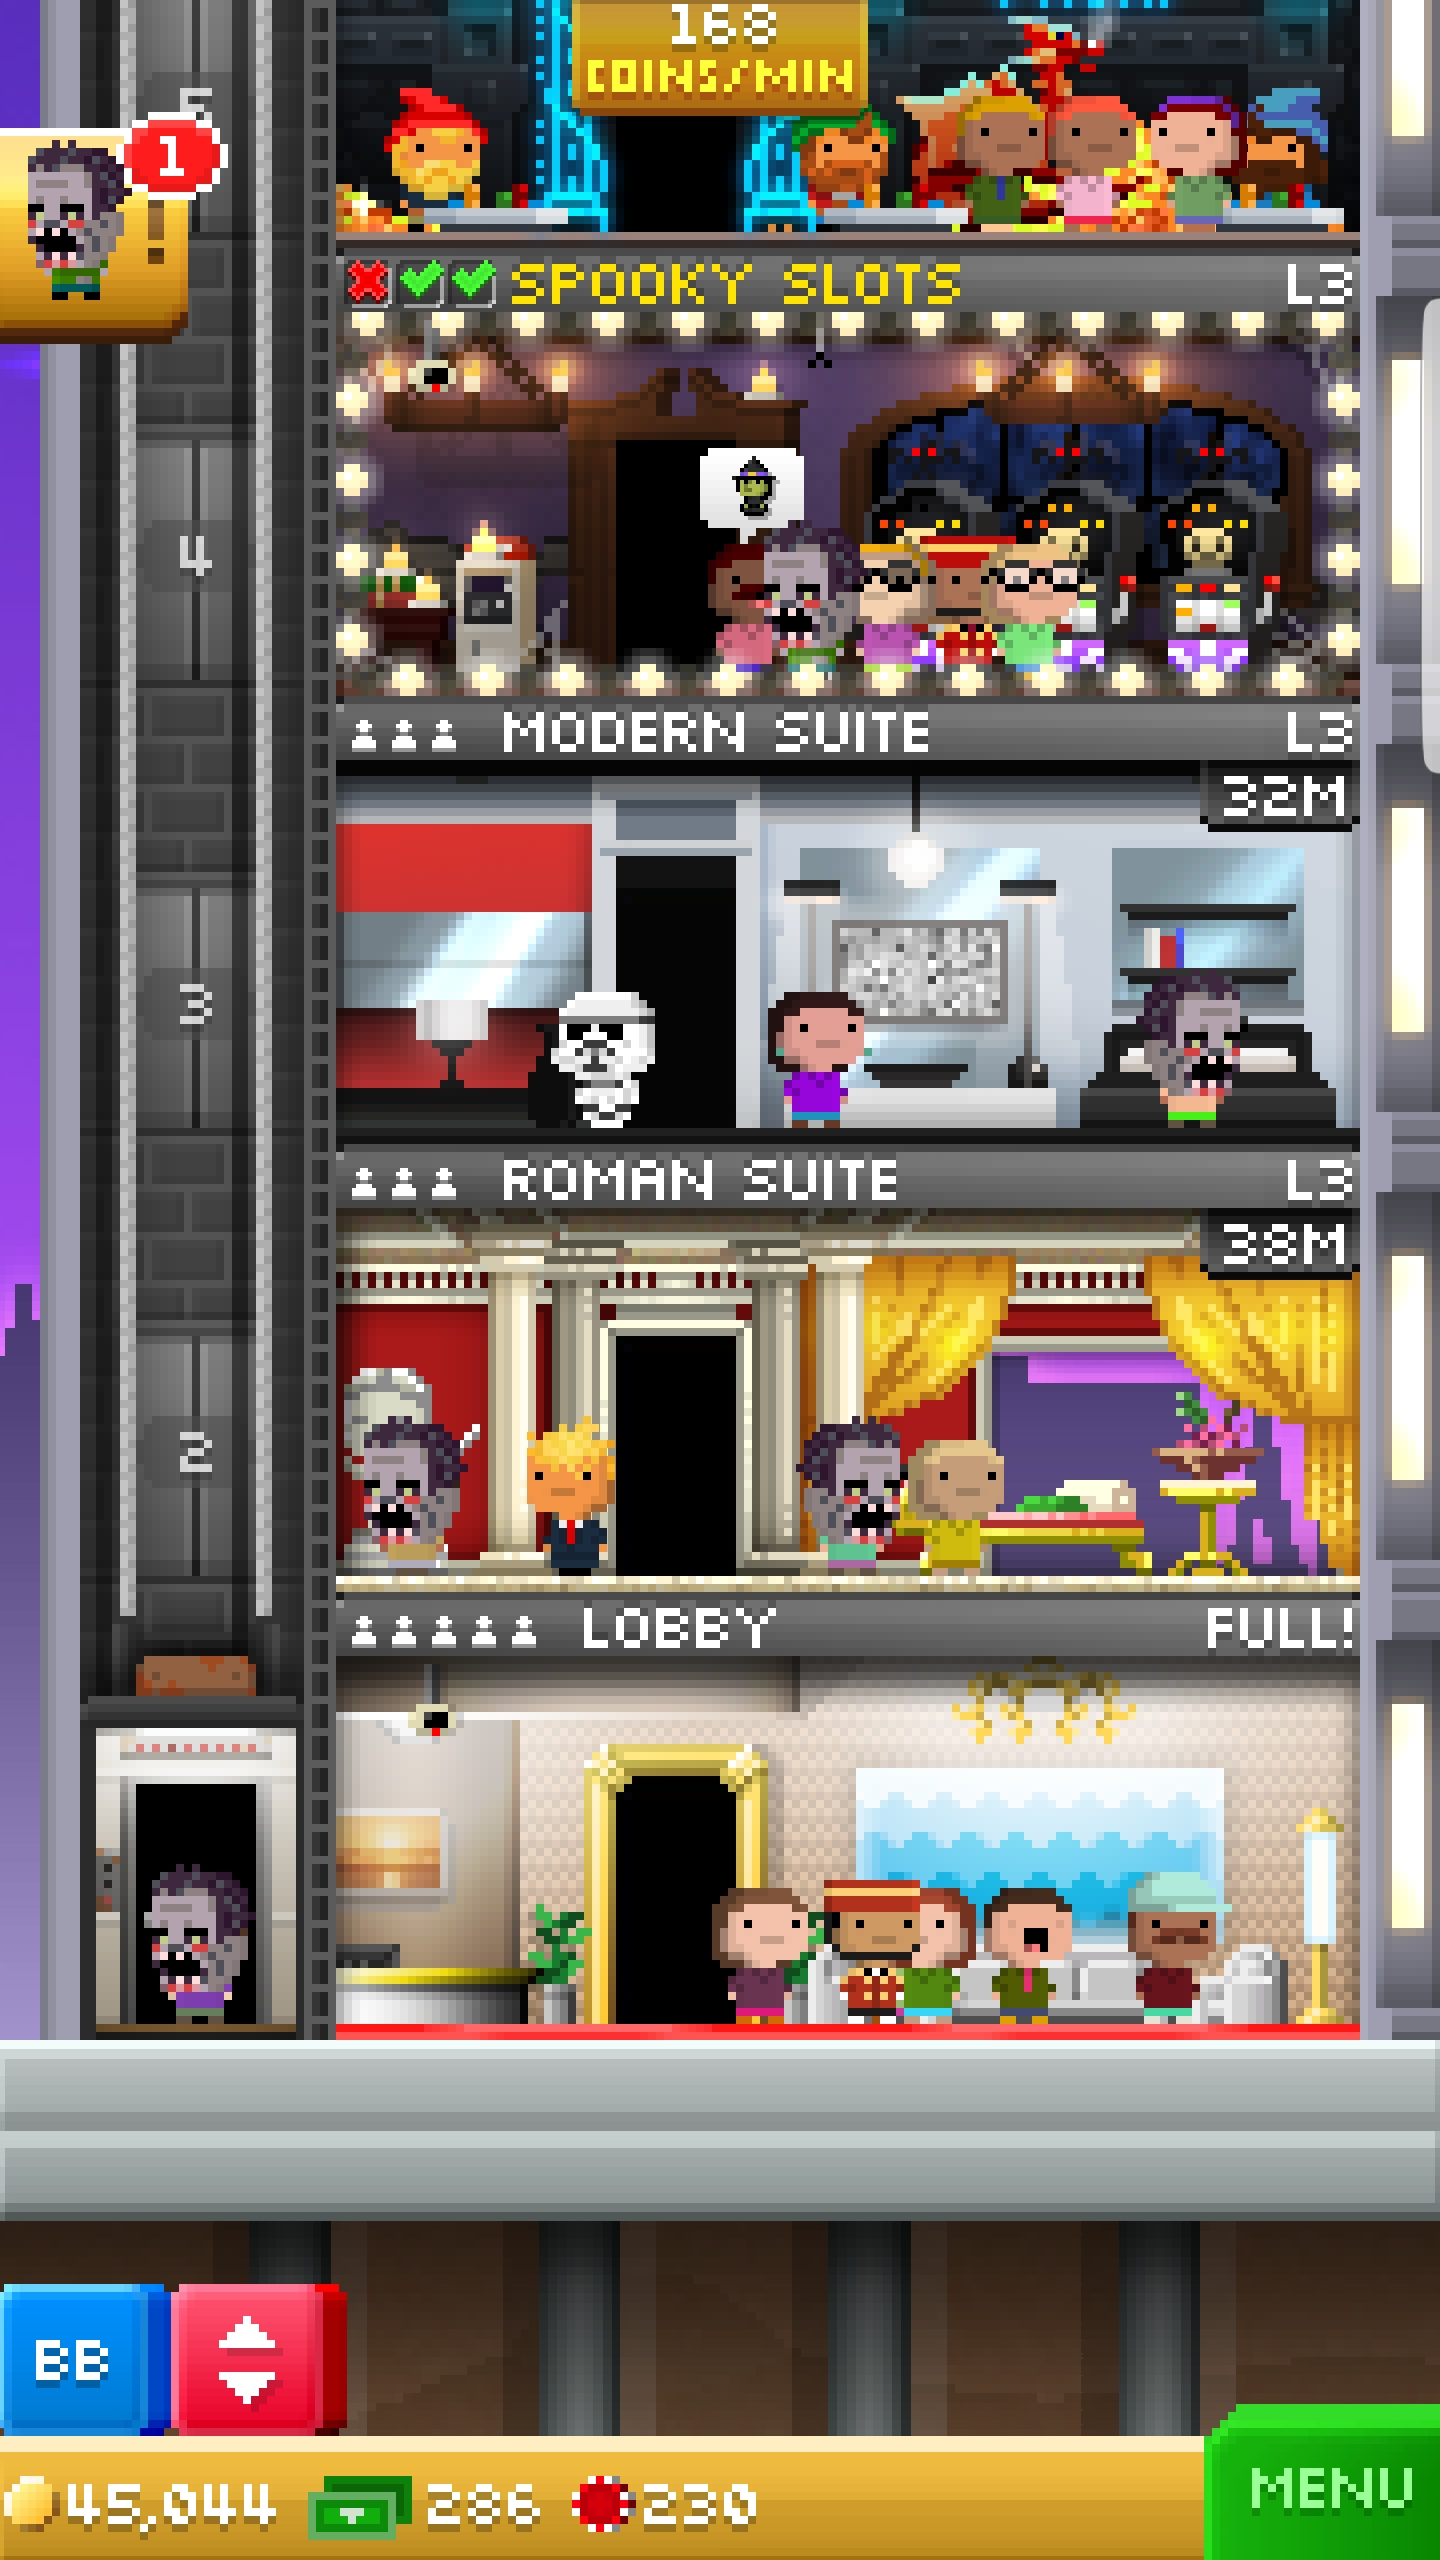 168
COINS/MIN
5
1
!
SPOOKY SLOTS L3
4
MODERN SUITE L3
32M
3
ROMAN SUITE L3
38M
2
LOBBY FULL!
BB
45,044 286 230
MENU